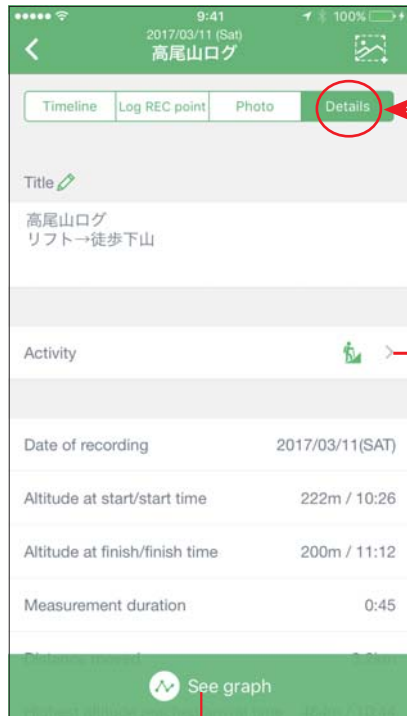 9:41
100%
2017/03/11 (Sat)
高尾山ログ
Timeline Log REC point Photo Details
Title
高尾山ログ
リフト→徒歩下山
Activity
Date of recording 2017/03/11(SAT)
Altitude at start/start time 222m / 10:26
Altitude at finish/finish time 200m / 11:12
Measurement duration 0:45
Distance moved
See graph